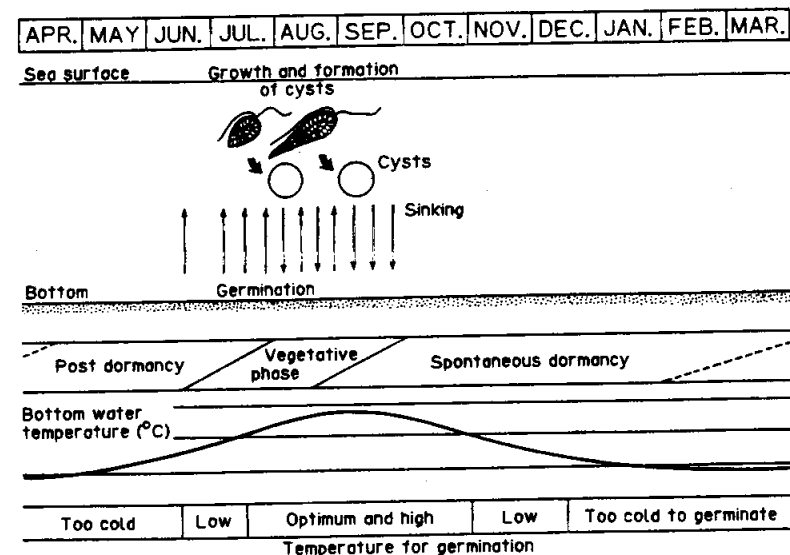 APR. MAY JUN. JUL. AUG. SEP. OCT. NOV. DEC. JAN. FEB. MAR.
Sea surface
Growth and formation
of cysts
Cysts
Sinking
Bottom
Germination
Post dormancy
Vegetative
phase
Spontaneous dormancy
Bottom water
temperature (°C)
Too cold
Low
Optimum and high
Low
Too cold to germinate
Temperature for germination